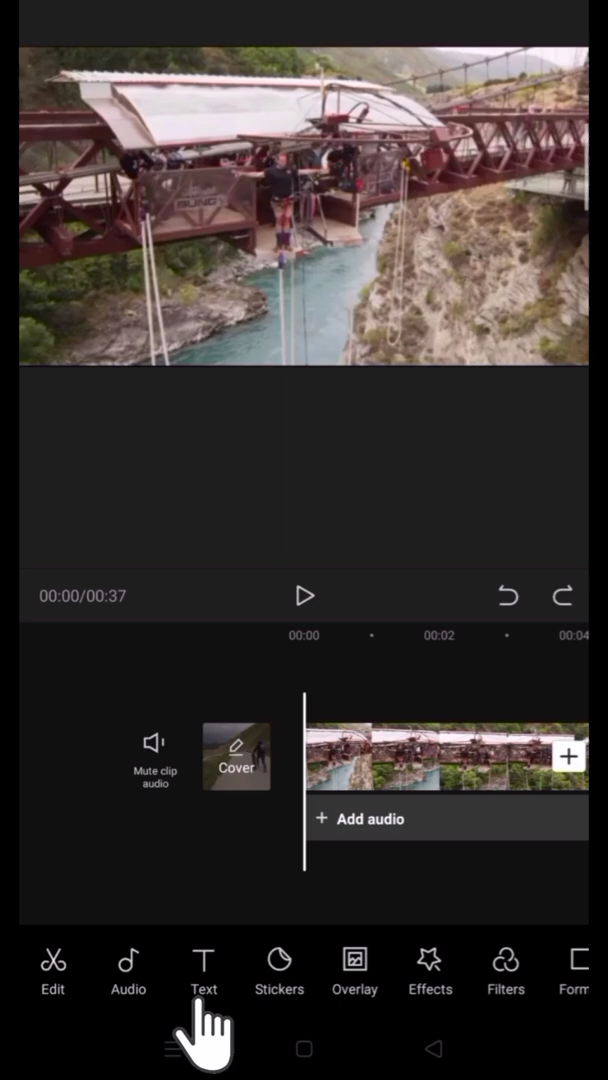 BUNG
00:00/00:37
00:00
00:02
00:04
Mute clip
audio
Cover
Add audio
Edit
Audio
Text
Stickers
Overlay
Effects
Filters
Form